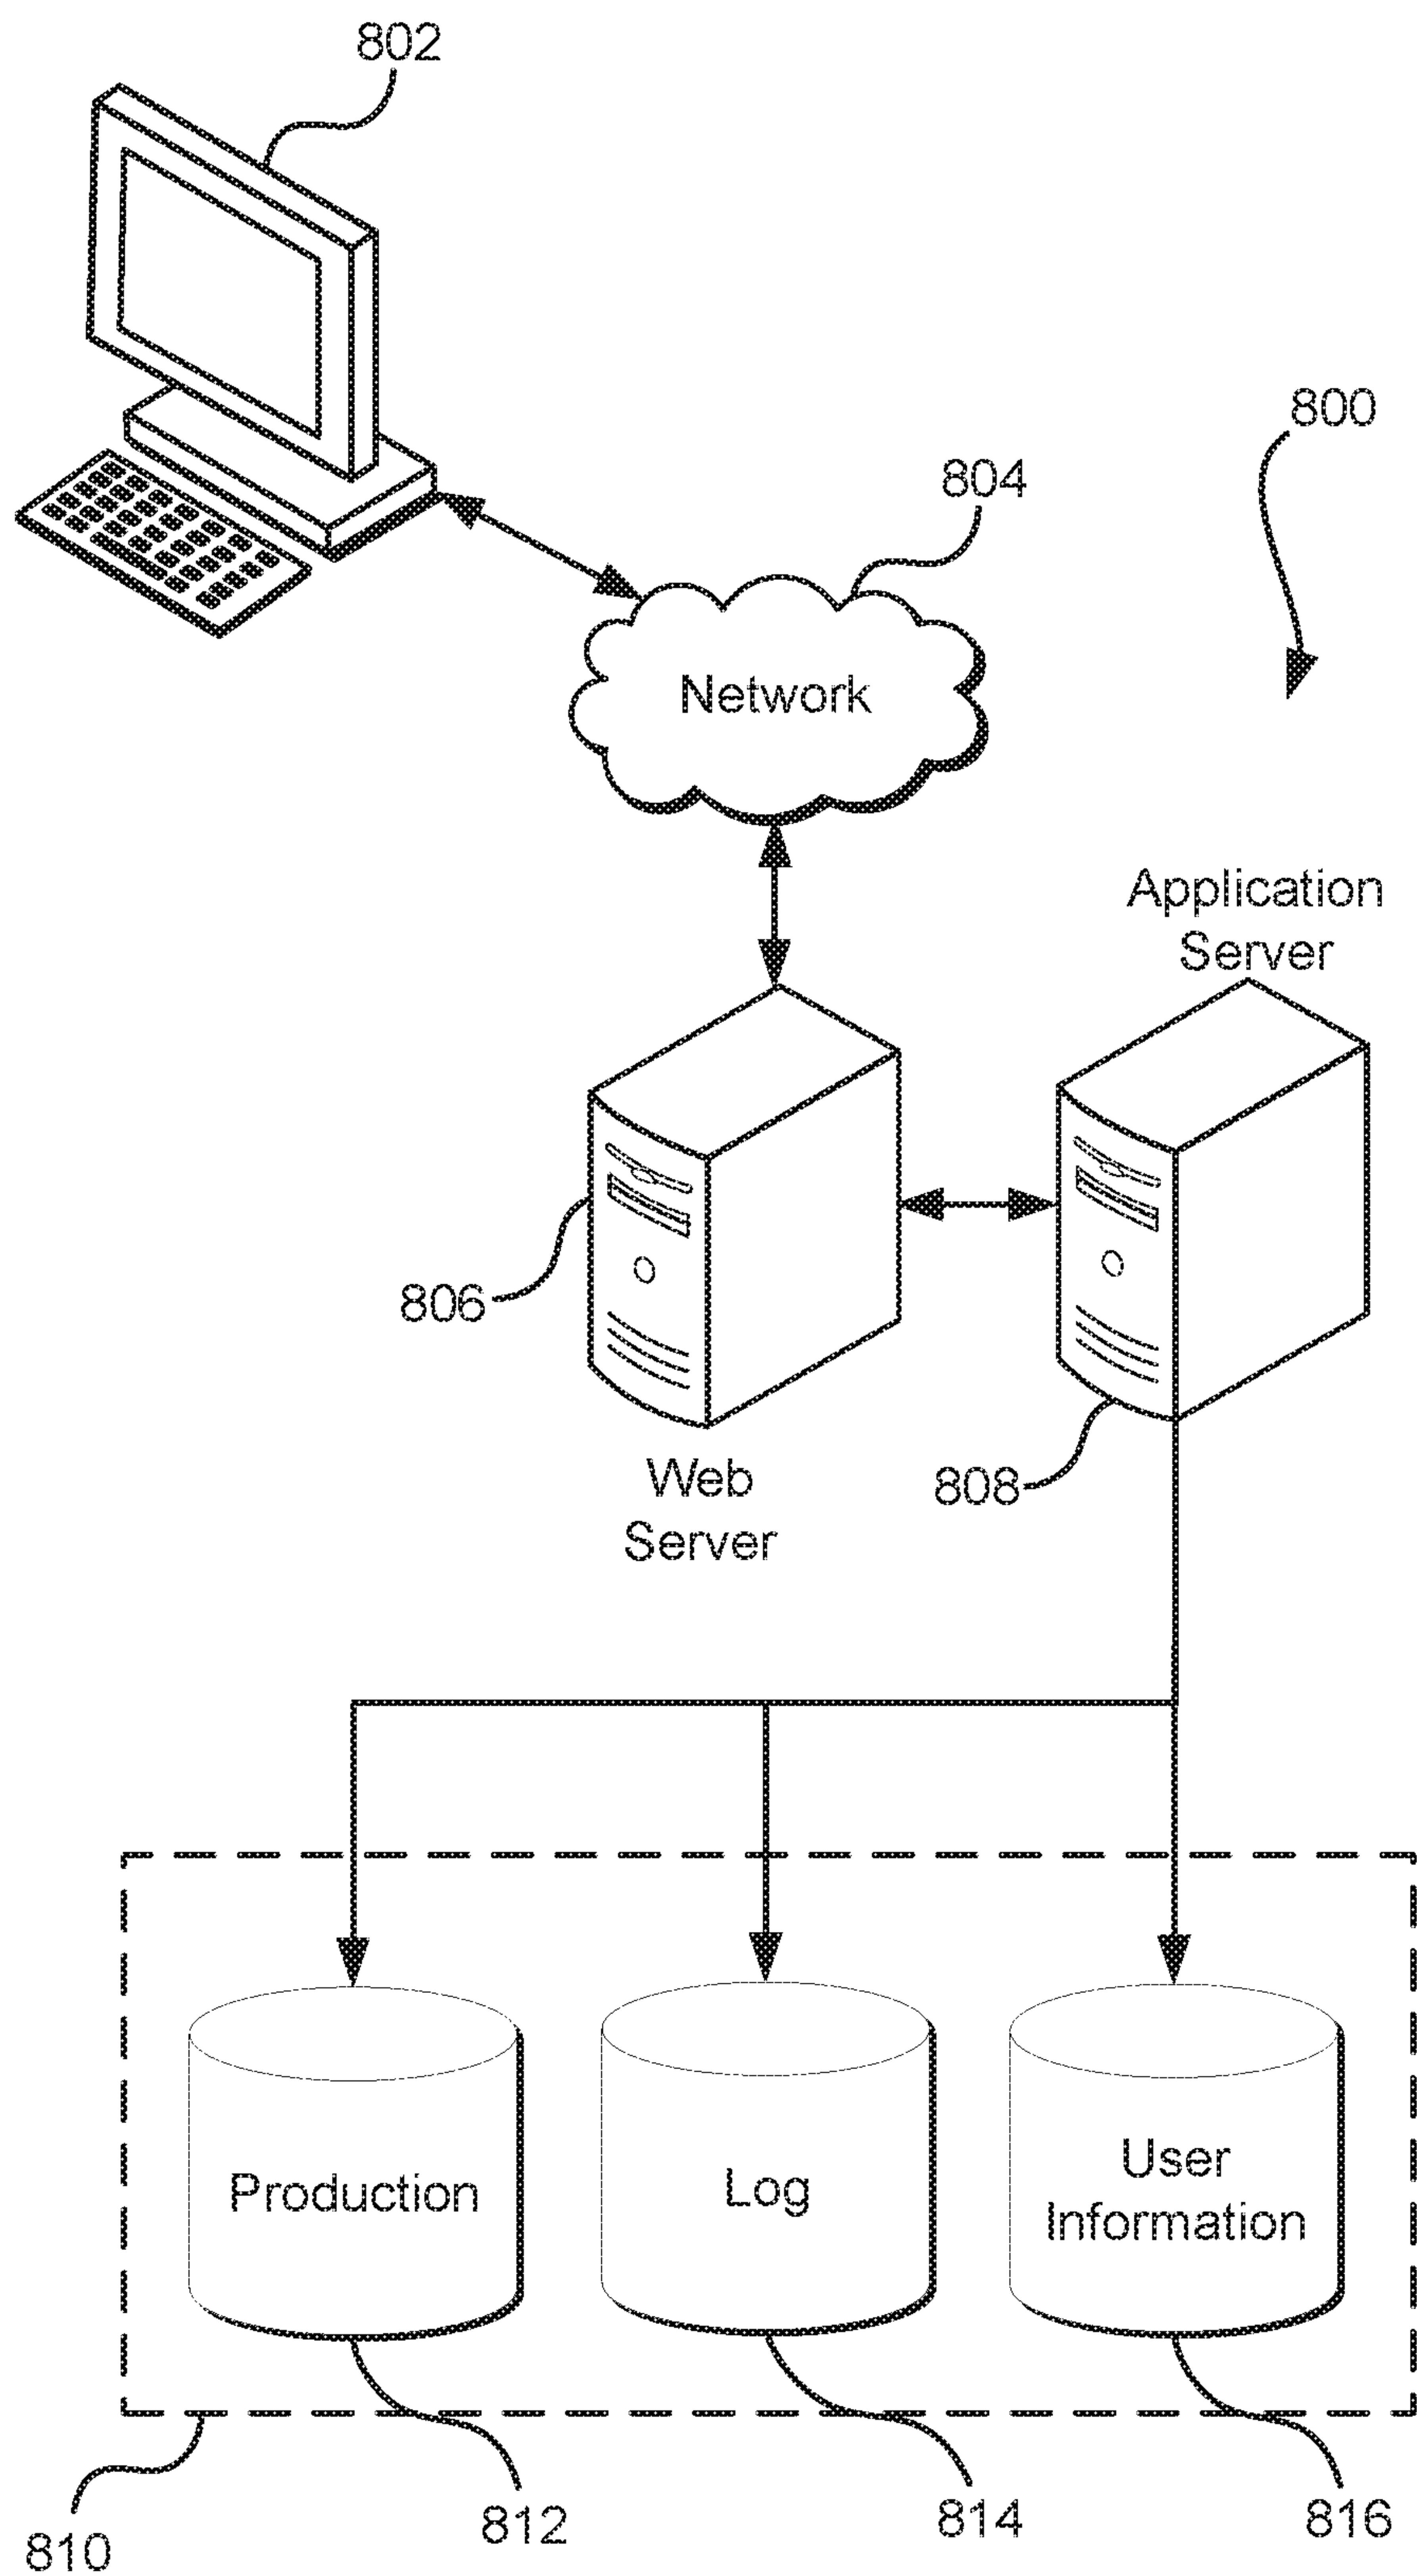 802
800
804
Network
Application
Server
806
808
Web
Server
Production
Log
User
Information
810
812
814
816